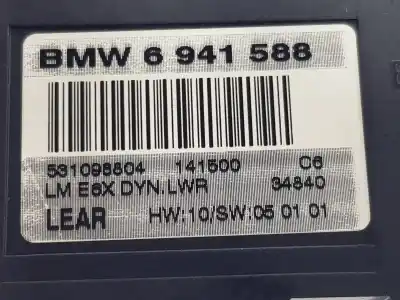 BMW 6 941 588
531098804 141500 C6
LM E6X DYN.LWR 34840
LEAR HW:10/SW:05 01 01